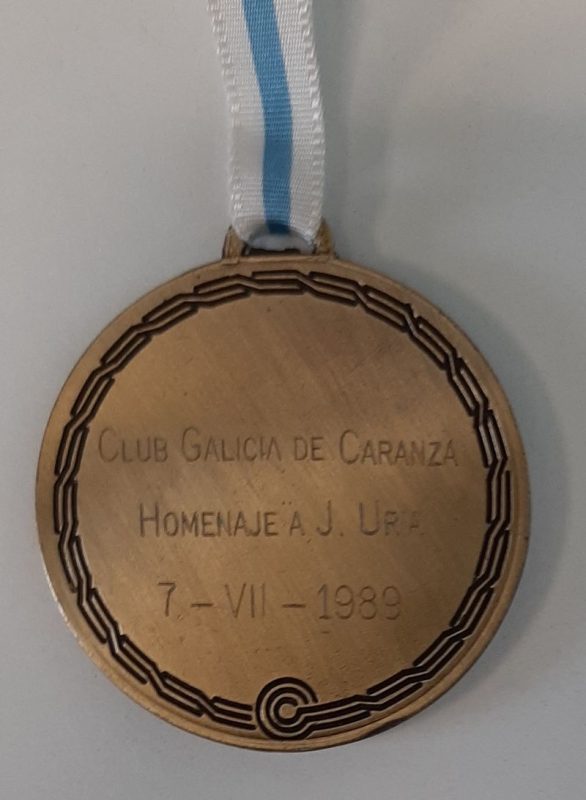 CLUB GALICIA DE CARANZA
HOMENAJE A J. URIA
7 - VII - 1989